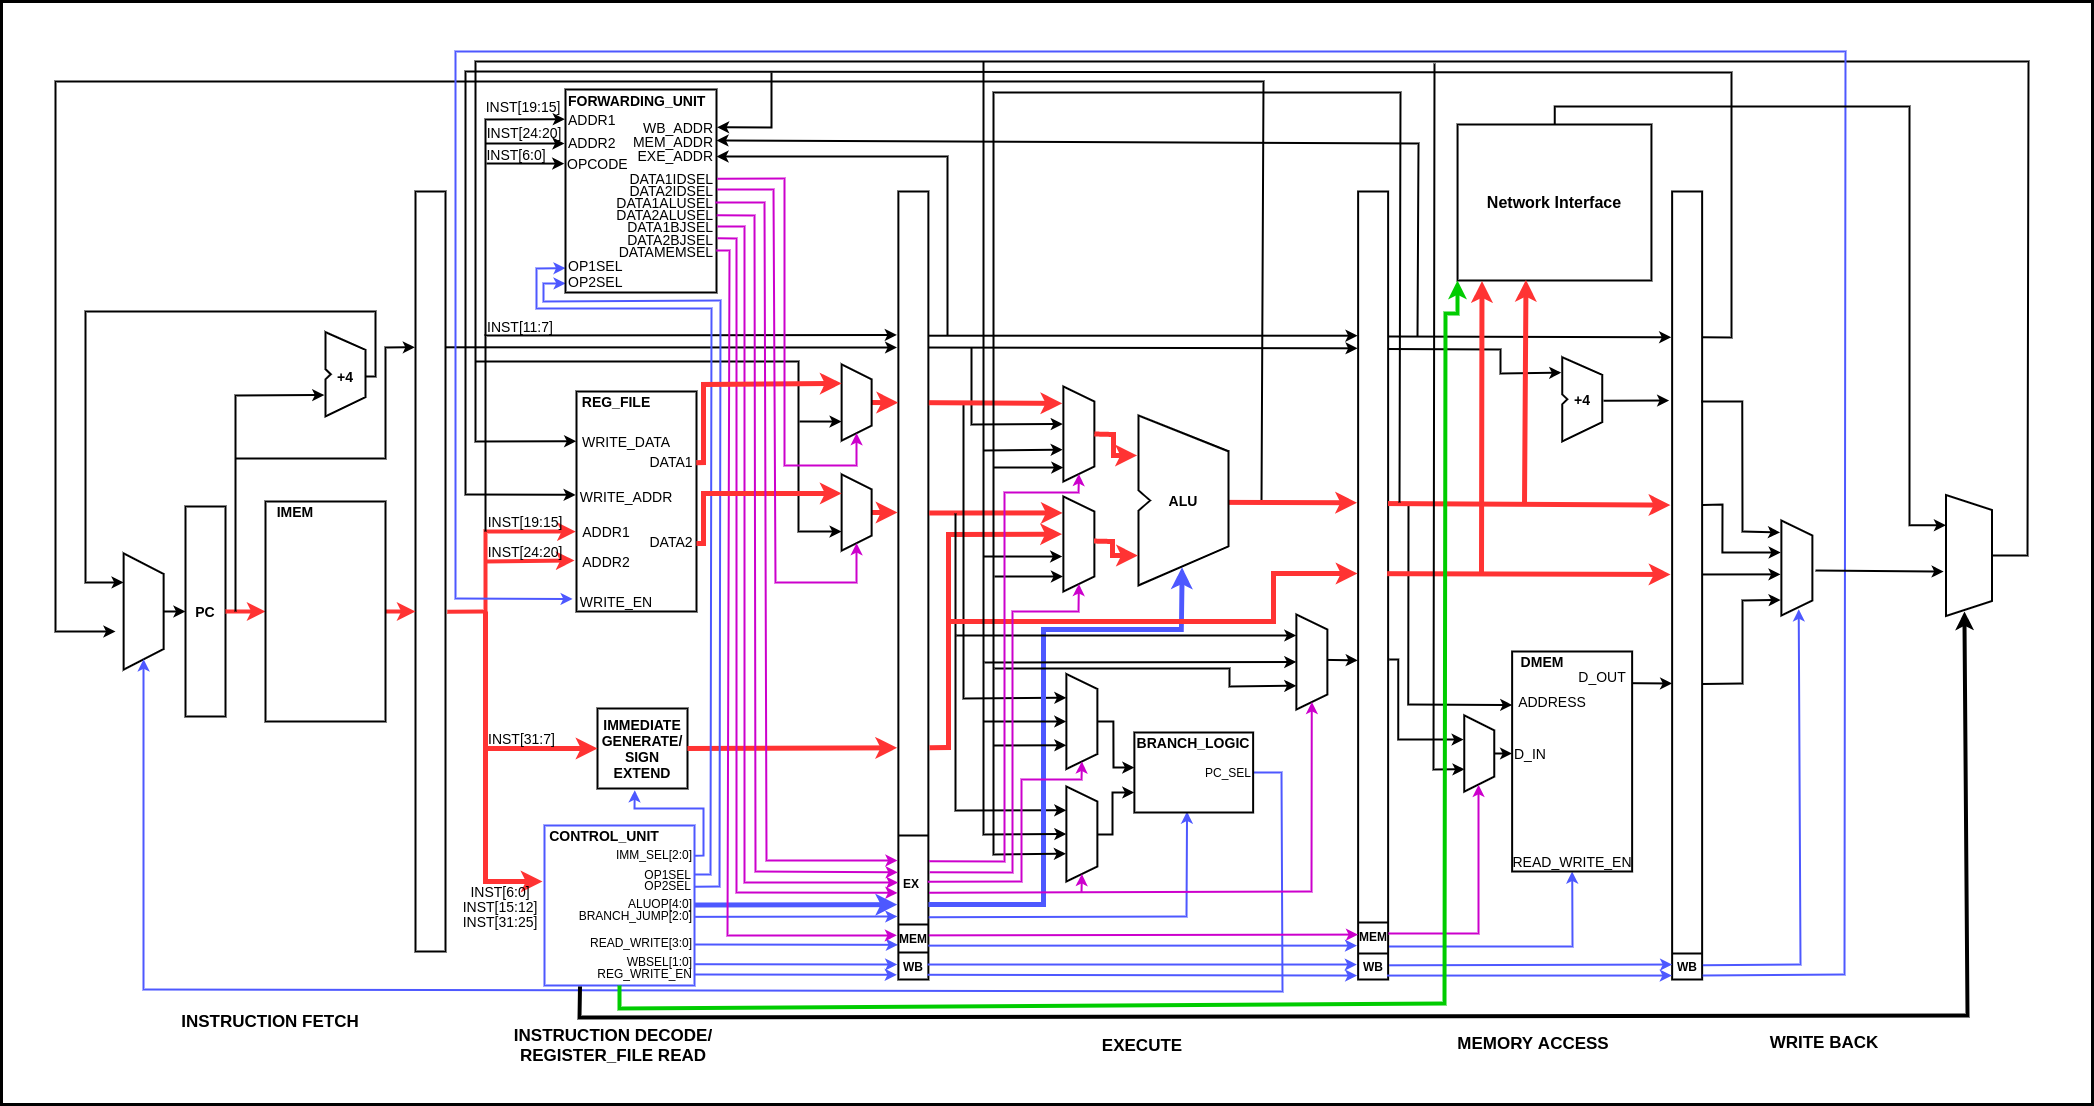 INST[19:15]
INST[24:20]
INST[6:0]
FORWARDING_UNIT
ADDR1
ADDR2
OPCODE
WB_ADDR
MEM_ADDR
EXE_ADDR
DATA1IDSEL
DATA2IDSEL
DATA1ALUSEL
DATA2ALUSEL
DATA1BJSEL
DATA2BJSEL
DATAMEMSEL
OP1SEL
OP2SEL
Network Interface
INST[11:7]
+4
+4
REG_FILE
WRITE_DATA
DATA1
WRITE_ADDR
ADDR1
DATA2
ADDR2
WRITE_EN
INST[19:15]
INST[24:20]
IMEM
PC
ALU
INST[31:7]
IMMEDIATE
GENERATE/
SIGN
EXTEND
BRANCH_LOGIC
PC_SEL
DMEM
D_OUT
ADDRESS
D_IN
READ_WRITE_EN
CONTROL_UNIT
IMM_SEL[2:0]
OP1SEL
OP2SEL
ALUOP[4:0]
BRANCH_JUMP[2:0]
READ_WRITE[3:0]
WBSEL[1:0]
REG_WRITE_EN
INST[6:0]
INST[15:12]
INST[31:25]
EX
MEM
WB
MEM
WB
WB
INSTRUCTION FETCH
INSTRUCTION DECODE/
REGISTER_FILE READ
EXECUTE
MEMORY ACCESS
WRITE BACK